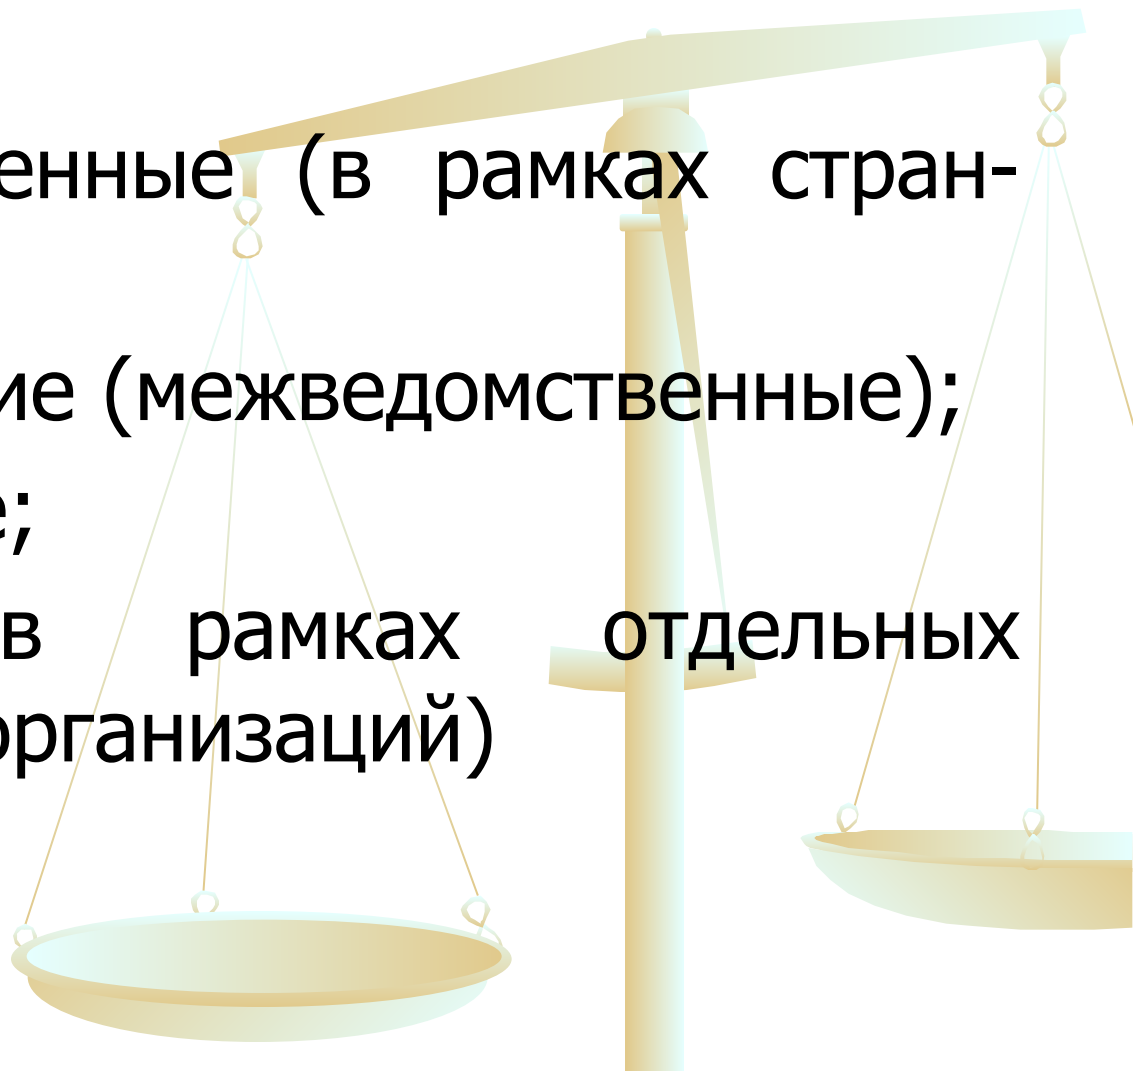 енные (в рамках стран-
ие (межведомственные);
е;
в рамках отдельных
организаций)